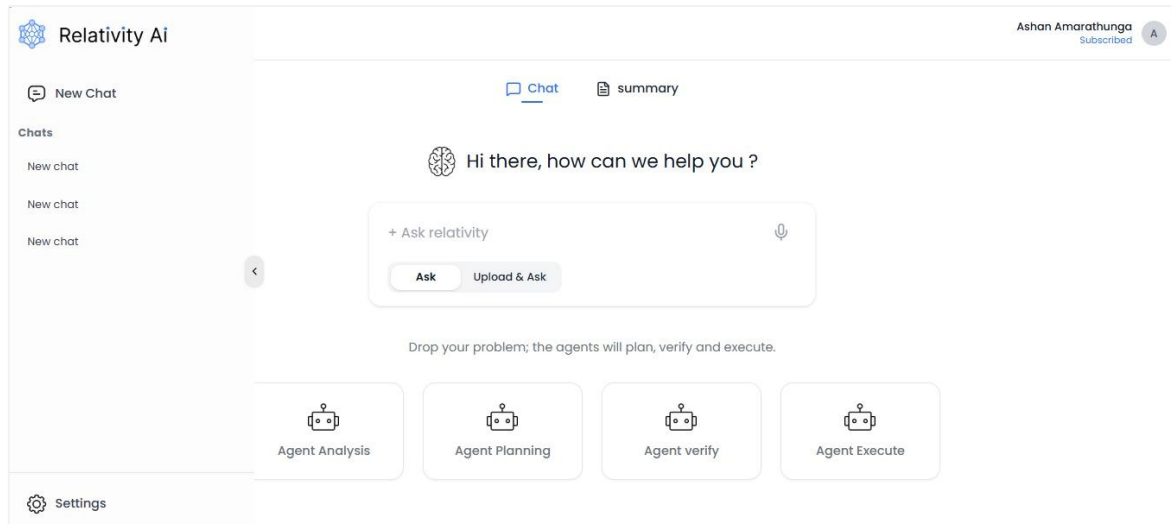 Relativity Ai
Ashan Amarathunga
Subscribed
A
New Chat
Chats
New chat
New chat
New chat
Settings
Chat
summary
Hi there, how can we help you ?
+ Ask relativity
Ask
Upload & Ask
Drop your problem; the agents will plan, verify and execute.
Agent Analysis
Agent Planning
Agent verify
Agent Execute